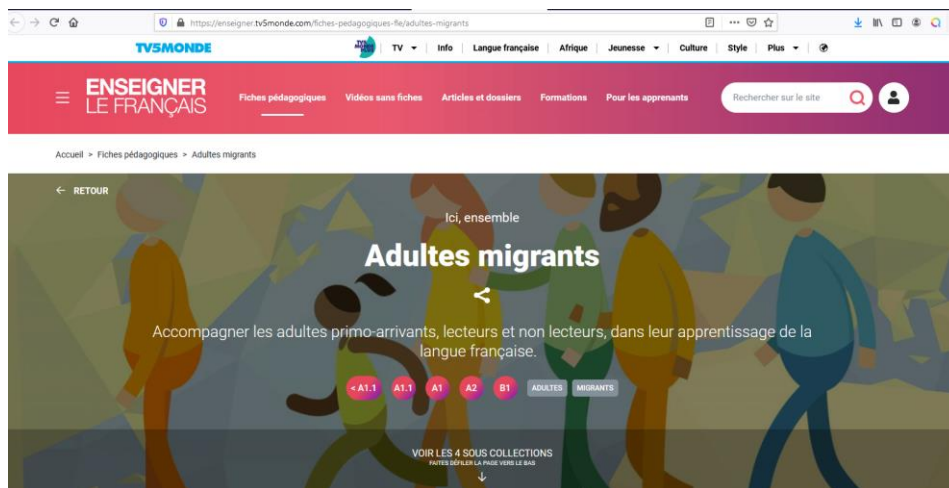 https://enseigner.tv5monde.com/fiches-pedagogiques-fle/adultes-migrants
TV5MONDE
TV5 MONDE PLUS TV Info Langue française Afrique Jeunesse Culture Style Plus
ENSEIGNER
LE FRANÇAIS
Fiches pédagogiques Vidéos sans fiches Articles et dossiers Formations Pour les apprenants Rechercher sur le site
Accueil > Fiches pédagogiques > Adultes migrants
← RETOUR
Ici, ensemble
Adultes migrants
Accompagner les adultes primo-arrivants, lecteurs et non lecteurs, dans leur apprentissage de la
langue française.
< A1.1 A1.1 A1 A2 B1 ADULTES MIGRANTS
VOIR LES 4 SOUS COLLECTIONS
FAITES DÉFILER LA PAGE VERS LE BAS